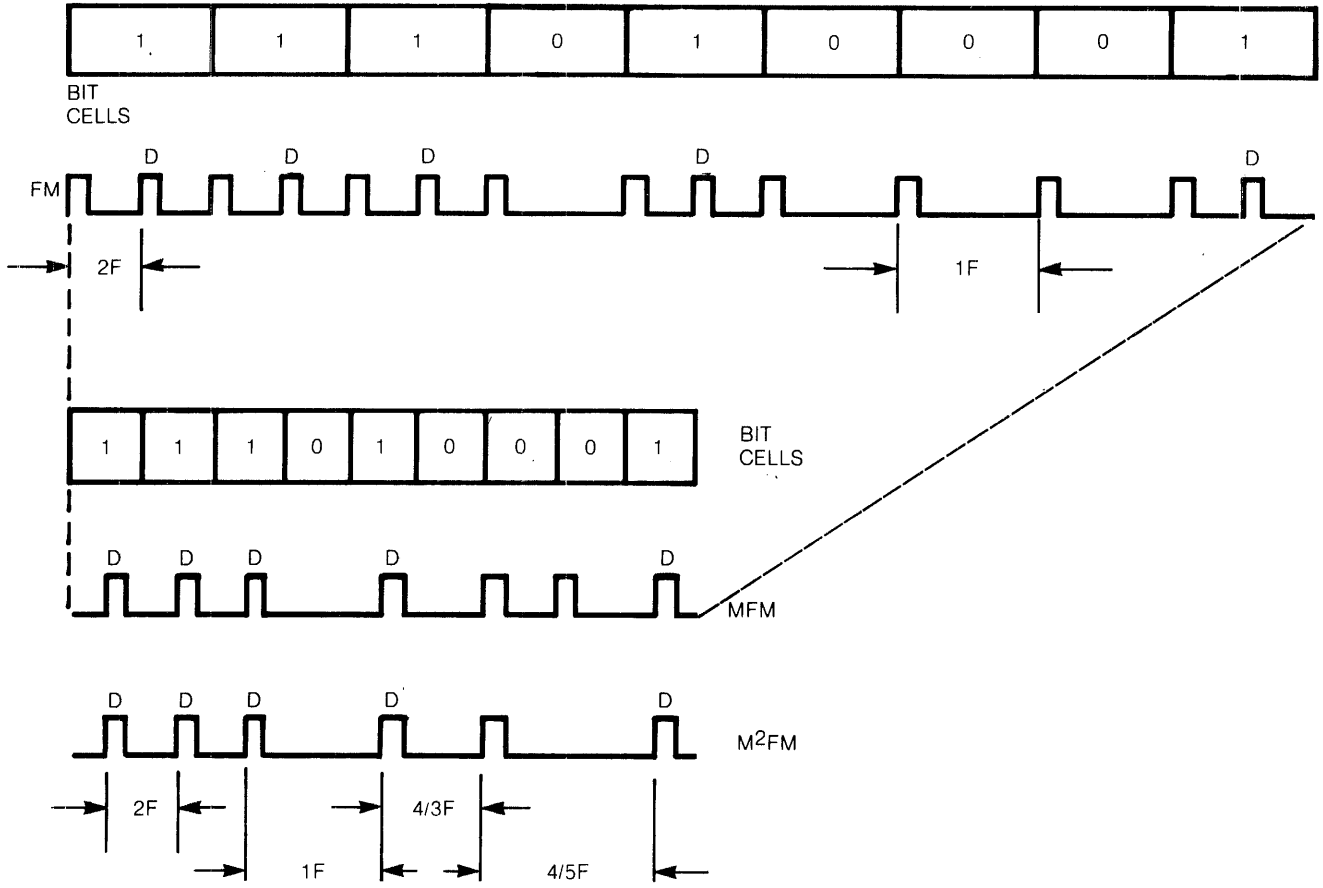 1 1 1 0 1 0 0 0 1
BIT
CELLS
D D D D D
FM
2F 1F
1 1 1 0 1 0 0 0 1
BIT
CELLS
D D D D D
MFM
D D D D D
M²FM
2F 4/3F
1F 4/5F